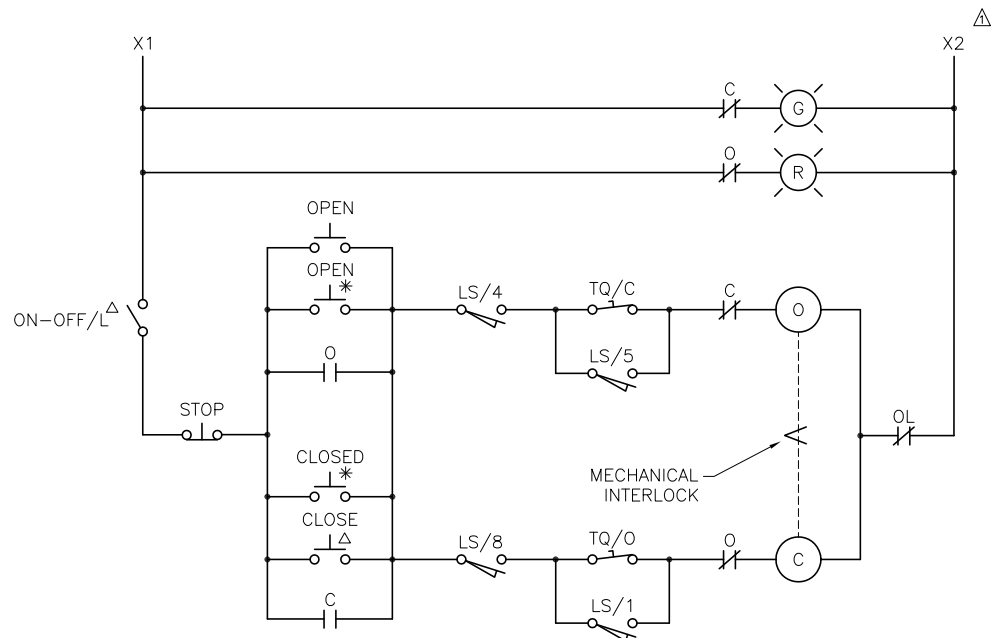 1
X1
X2
C
G
O
R
OPEN
OPEN*
LS/4
TQ/C
C
O
ON-OFF/L△
LS/5
O
STOP
OL
CLOSED*
MECHANICAL
INTERLOCK
CLOSE△
LS/8
TQ/O
O
C
C
LS/1